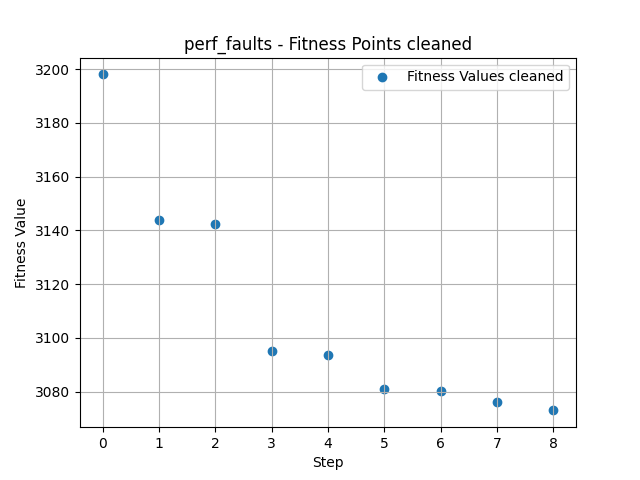 perf_faults - Fitness Points cleaned
Fitness Values cleaned
3200
3180
3160
3140
3120
3100
3080
Fitness Value
0 1 2 3 4 5 6 7 8
Step